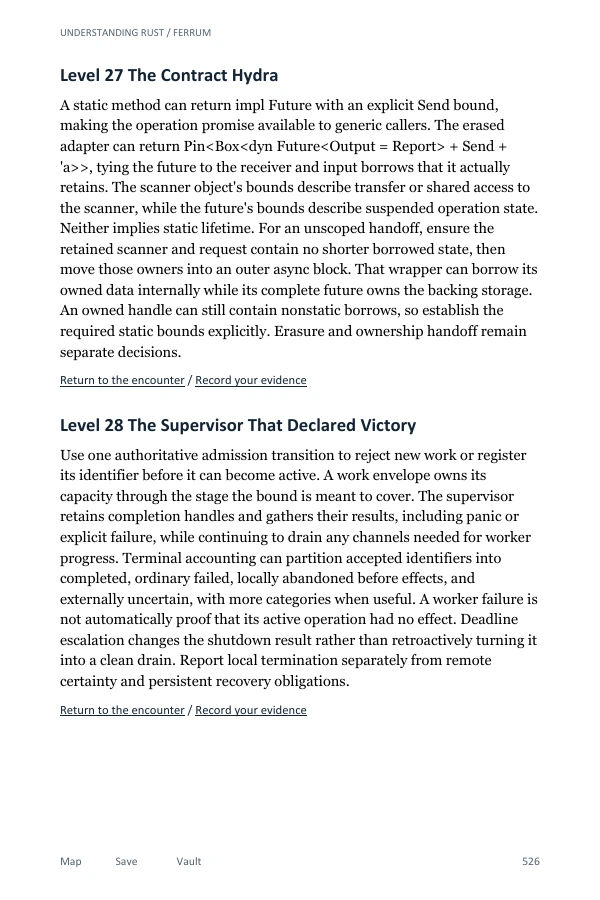 UNDERSTANDING RUST / FERRUM
Level 27 The Contract Hydra
A static method can return impl Future with an explicit Send bound,
making the operation promise available to generic callers. The erased
adapter can return Pin<Box<dyn Future<Output = Report> + Send +
'a>>, tying the future to the receiver and input borrows that it actually
retains. The scanner object's bounds describe transfer or shared access to
the scanner, while the future's bounds describe suspended operation state.
Neither implies static lifetime. For an unscoped handoff, ensure the
retained scanner and request contain no shorter borrowed state, then
move those owners into an outer async block. That wrapper can borrow its
owned data internally while its complete future owns the backing storage.
An owned handle can still contain nonstatic borrows, so establish the
required static bounds explicitly. Erasure and ownership handoff remain
separate decisions.
Return to the encounter / Record your evidence
Level 28 The Supervisor That Declared Victory
Use one authoritative admission transition to reject new work or register
its identifier before it can become active. A work envelope owns its
capacity through the stage the bound is meant to cover. The supervisor
retains completion handles and gathers their results, including panic or
explicit failure, while continuing to drain any channels needed for worker
progress. Terminal accounting can partition accepted identifiers into
completed, ordinary failed, locally abandoned before effects, and
externally uncertain, with more categories when useful. A worker failure is
not automatically proof that its active operation had no effect. Deadline
escalation changes the shutdown result rather than retroactively turning it
into a clean drain. Report local termination separately from remote
certainty and persistent recovery obligations.
Return to the encounter / Record your evidence
Map Save Vault 526